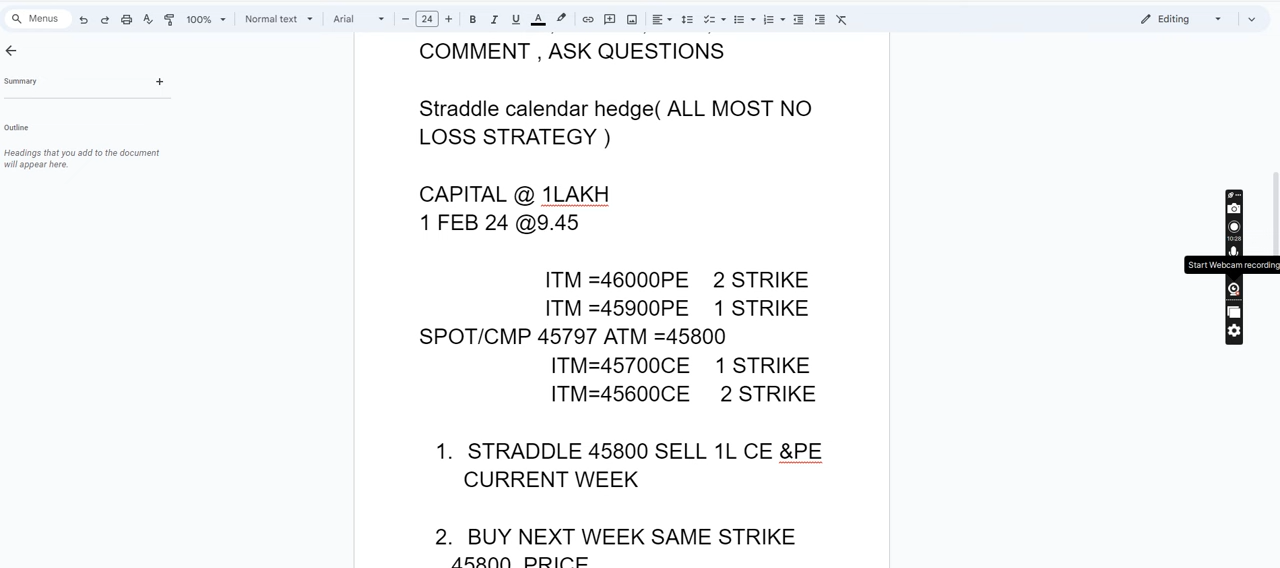 Menus 100% Normal text Arial 24 B I U A Editing
COMMENT , ASK QUESTIONS
Summary
Straddle calendar hedge( ALL MOST NO
LOSS STRATEGY )
Outline
Headings that you add to the document
will appear here.
CAPITAL @ 1LAKH
1 FEB 24 @9.45
10:28
Start Webcam recording
ITM =46000PE 2 STRIKE
ITM =45900PE 1 STRIKE
SPOT/CMP 45797 ATM =45800
ITM=45700CE 1 STRIKE
ITM=45600CE 2 STRIKE
1. STRADDLE 45800 SELL 1L CE &PE
CURRENT WEEK
2. BUY NEXT WEEK SAME STRIKE
45800 PRICE